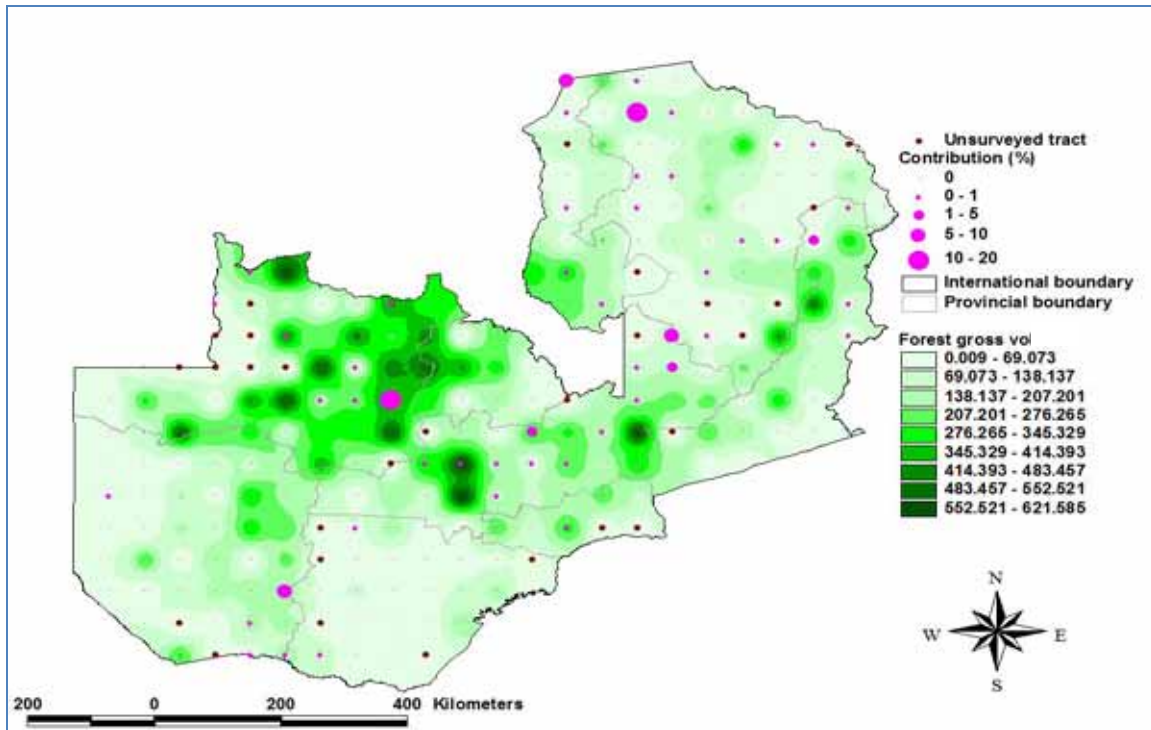 Unsurveyed tract
Contribution (%)
0
0 - 1
1 - 5
5 - 10
10 - 20
International boundary
Provincial boundary
Forest gross vol
0.009 - 69.073
69.073 - 138.137
138.137 - 207.201
207.201 - 276.265
276.265 - 345.329
345.329 - 414.393
414.393 - 483.457
483.457 - 552.521
552.521 - 621.585
N
W E
S
200 0 200 400 Kilometers